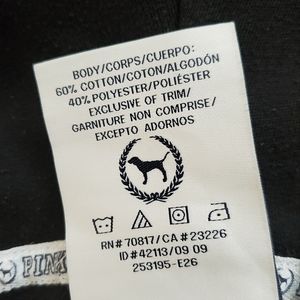 BODY/CORPS/CUERPO:
60% COTTON/COTON/ALGODÓN
40% POLYESTER/POLIÉSTER
EXCLUSIVE OF TRIM/
GARNITURE NON COMPRISE/
EXCEPTO ADORNOS
RN# 70817/CA # 23226
ID#42113/09 09
253195-E26
PINK